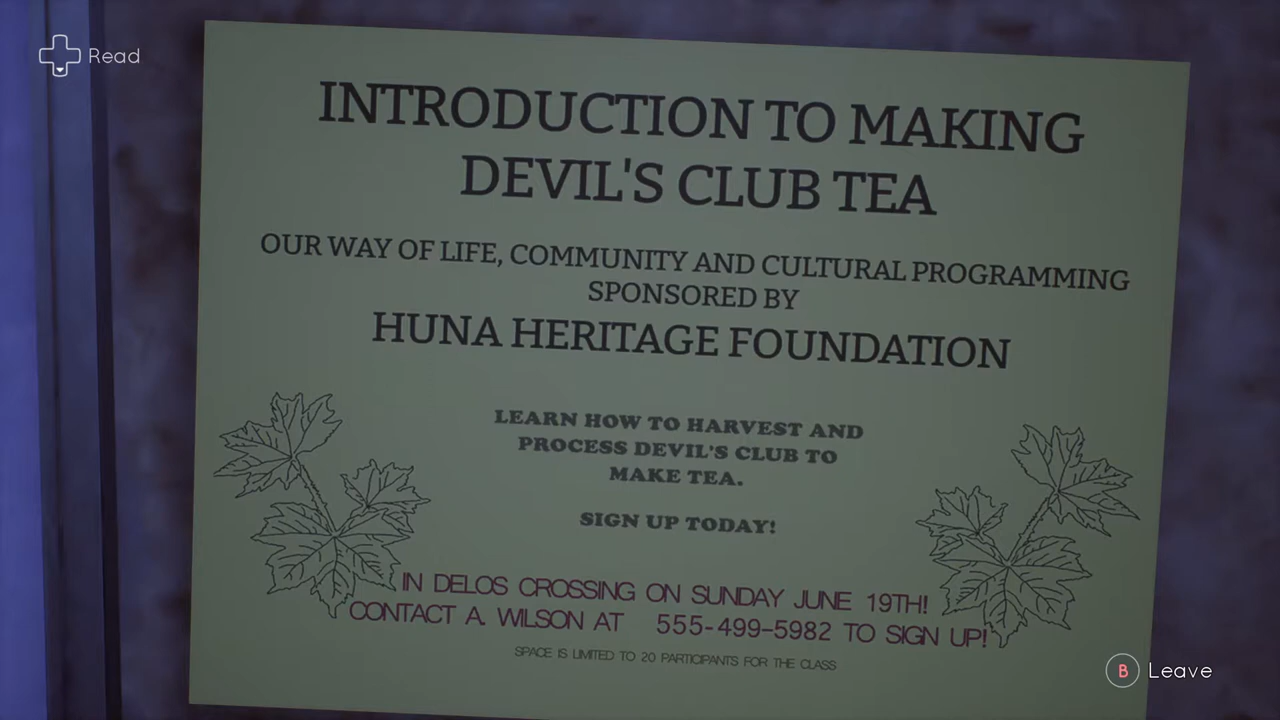 Read
INTRODUCTION TO MAKING
DEVIL'S CLUB TEA
OUR WAY OF LIFE, COMMUNITY AND CULTURAL PROGRAMMING
SPONSORED BY
HUNA HERITAGE FOUNDATION
LEARN HOW TO HARVEST AND
PROCESS DEVIL'S CLUB TO
MAKE TEA.
SIGN UP TODAY!
IN DELOS CROSSING ON SUNDAY JUNE 19TH!
CONTACT A. WILSON AT 555-499-5982 TO SIGN UP!
SPACE IS LIMITED TO 20 PARTICIPANTS FOR THE CLASS
B Leave